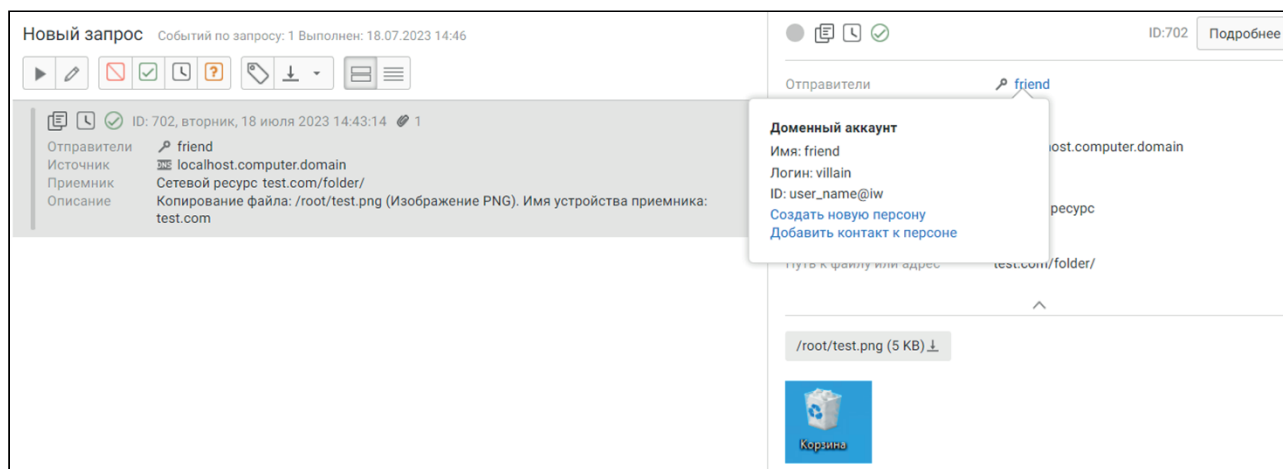 Новый запрос Событий по запросу: 1 Выполнен: 18.07.2023 14:46
ID: 702, вторник, 18 июля 2023 14:43:14 1
Отправители friend
Источник localhost.computer.domain
Приемник Сетевой ресурс test.com/folder/
Описание Копирование файла: /root/test.png (Изображение PNG). Имя устройства приемника:
test.com
ID:702 Подробнее
Отправители friend
Доменный аккаунт
Имя: friend
Логин: villain
ID: user_name@iw
Создать новую персону
Добавить контакт к персоне
ost.computer.domain
ресурс
Путь к файлу или адрес test.com/folder/
/root/test.png (5 KB)
Корзина